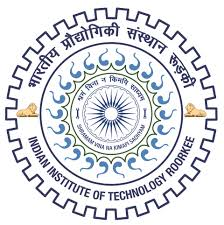 भारतीय प्रौद्योगिकी संस्थान रूड़की
श्रमं विना न किमपि साध्यम्
SHRAMAM VINA NA KIMAPI SADHYAM
INDIAN INSTITUTE OF TECHNOLOGY ROORKEE